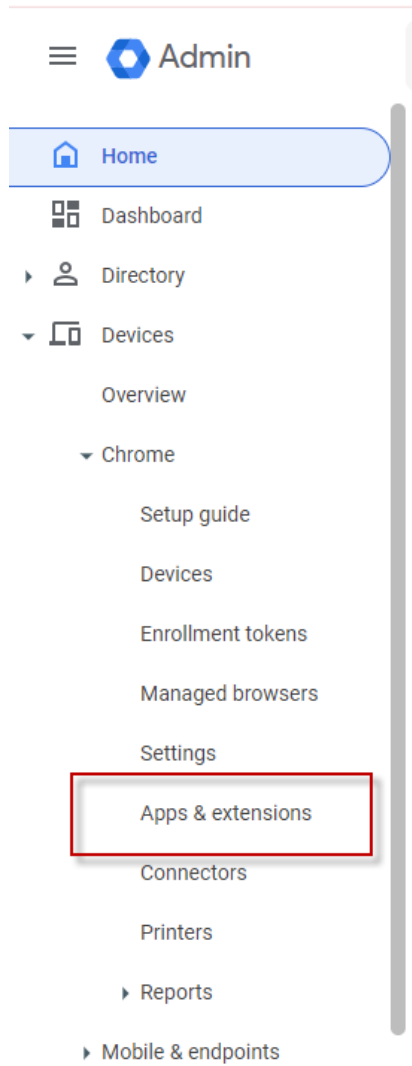 Admin
Home
Dashboard
Directory
Devices
Overview
Chrome
Setup guide
Devices
Enrollment tokens
Managed browsers
Settings
Apps & extensions
Connectors
Printers
Reports
Mobile & endpoints